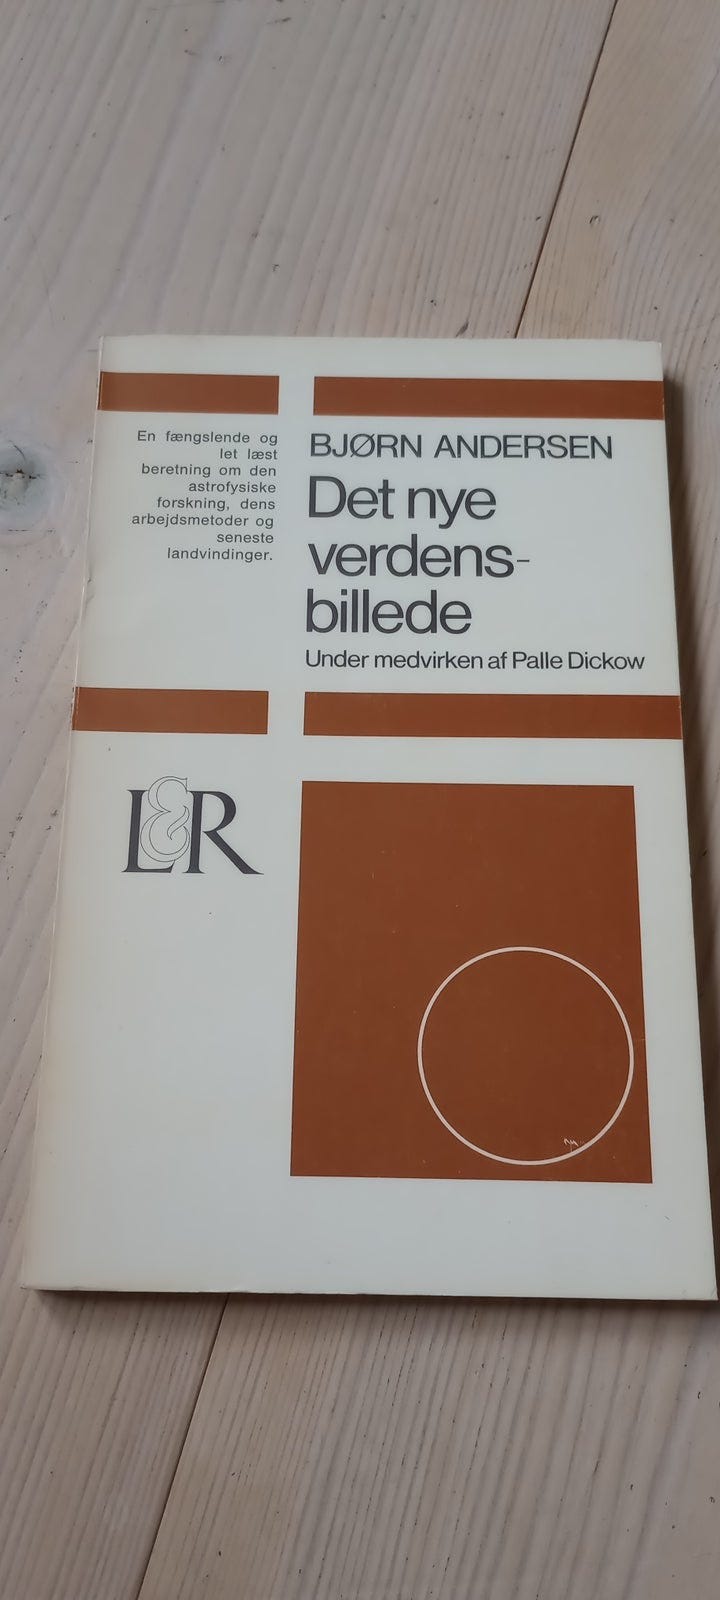 En fængslende og
let læst
beretning om den
astrofysiske
forskning, dens
arbejdsmetoder og
seneste
landvindinger.
BJØRN ANDERSEN
Det nye
verdens-
billede
Under medvirken af Palle Dickow
L&R